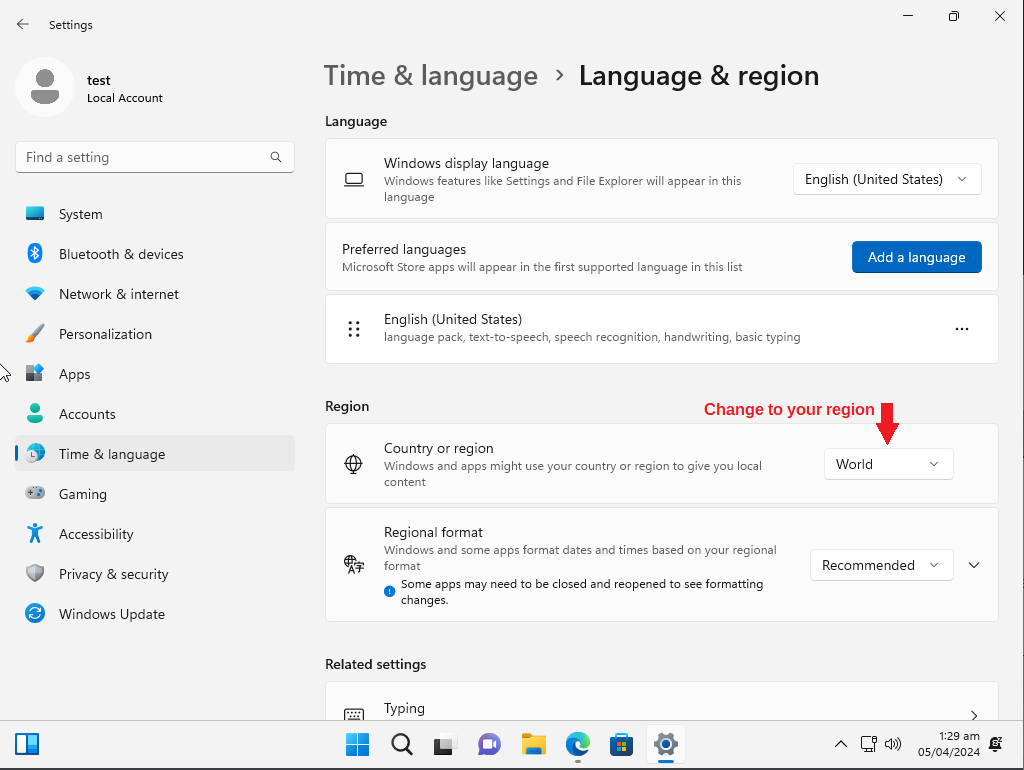 Settings
test
Local Account
Find a setting
System
Bluetooth & devices
Network & internet
Personalization
Apps
Accounts
Time & language
Gaming
Accessibility
Privacy & security
Windows Update
Time & language › Language & region
Language
Windows display language
Windows features like Settings and File Explorer will appear in this
language
English (United States)
Preferred languages
Microsoft Store apps will appear in the first supported language in this list
Add a language
English (United States)
language pack, text-to-speech, speech recognition, handwriting, basic typing
Region
Change to your region
Country or region
Windows and apps might use your country or region to give you local
content
World
Regional format
Windows and some apps format dates and times based on your regional
format
Some apps may need to be closed and reopened to see formatting
changes.
Recommended
Related settings
Typing
1:29 am
05/04/2024